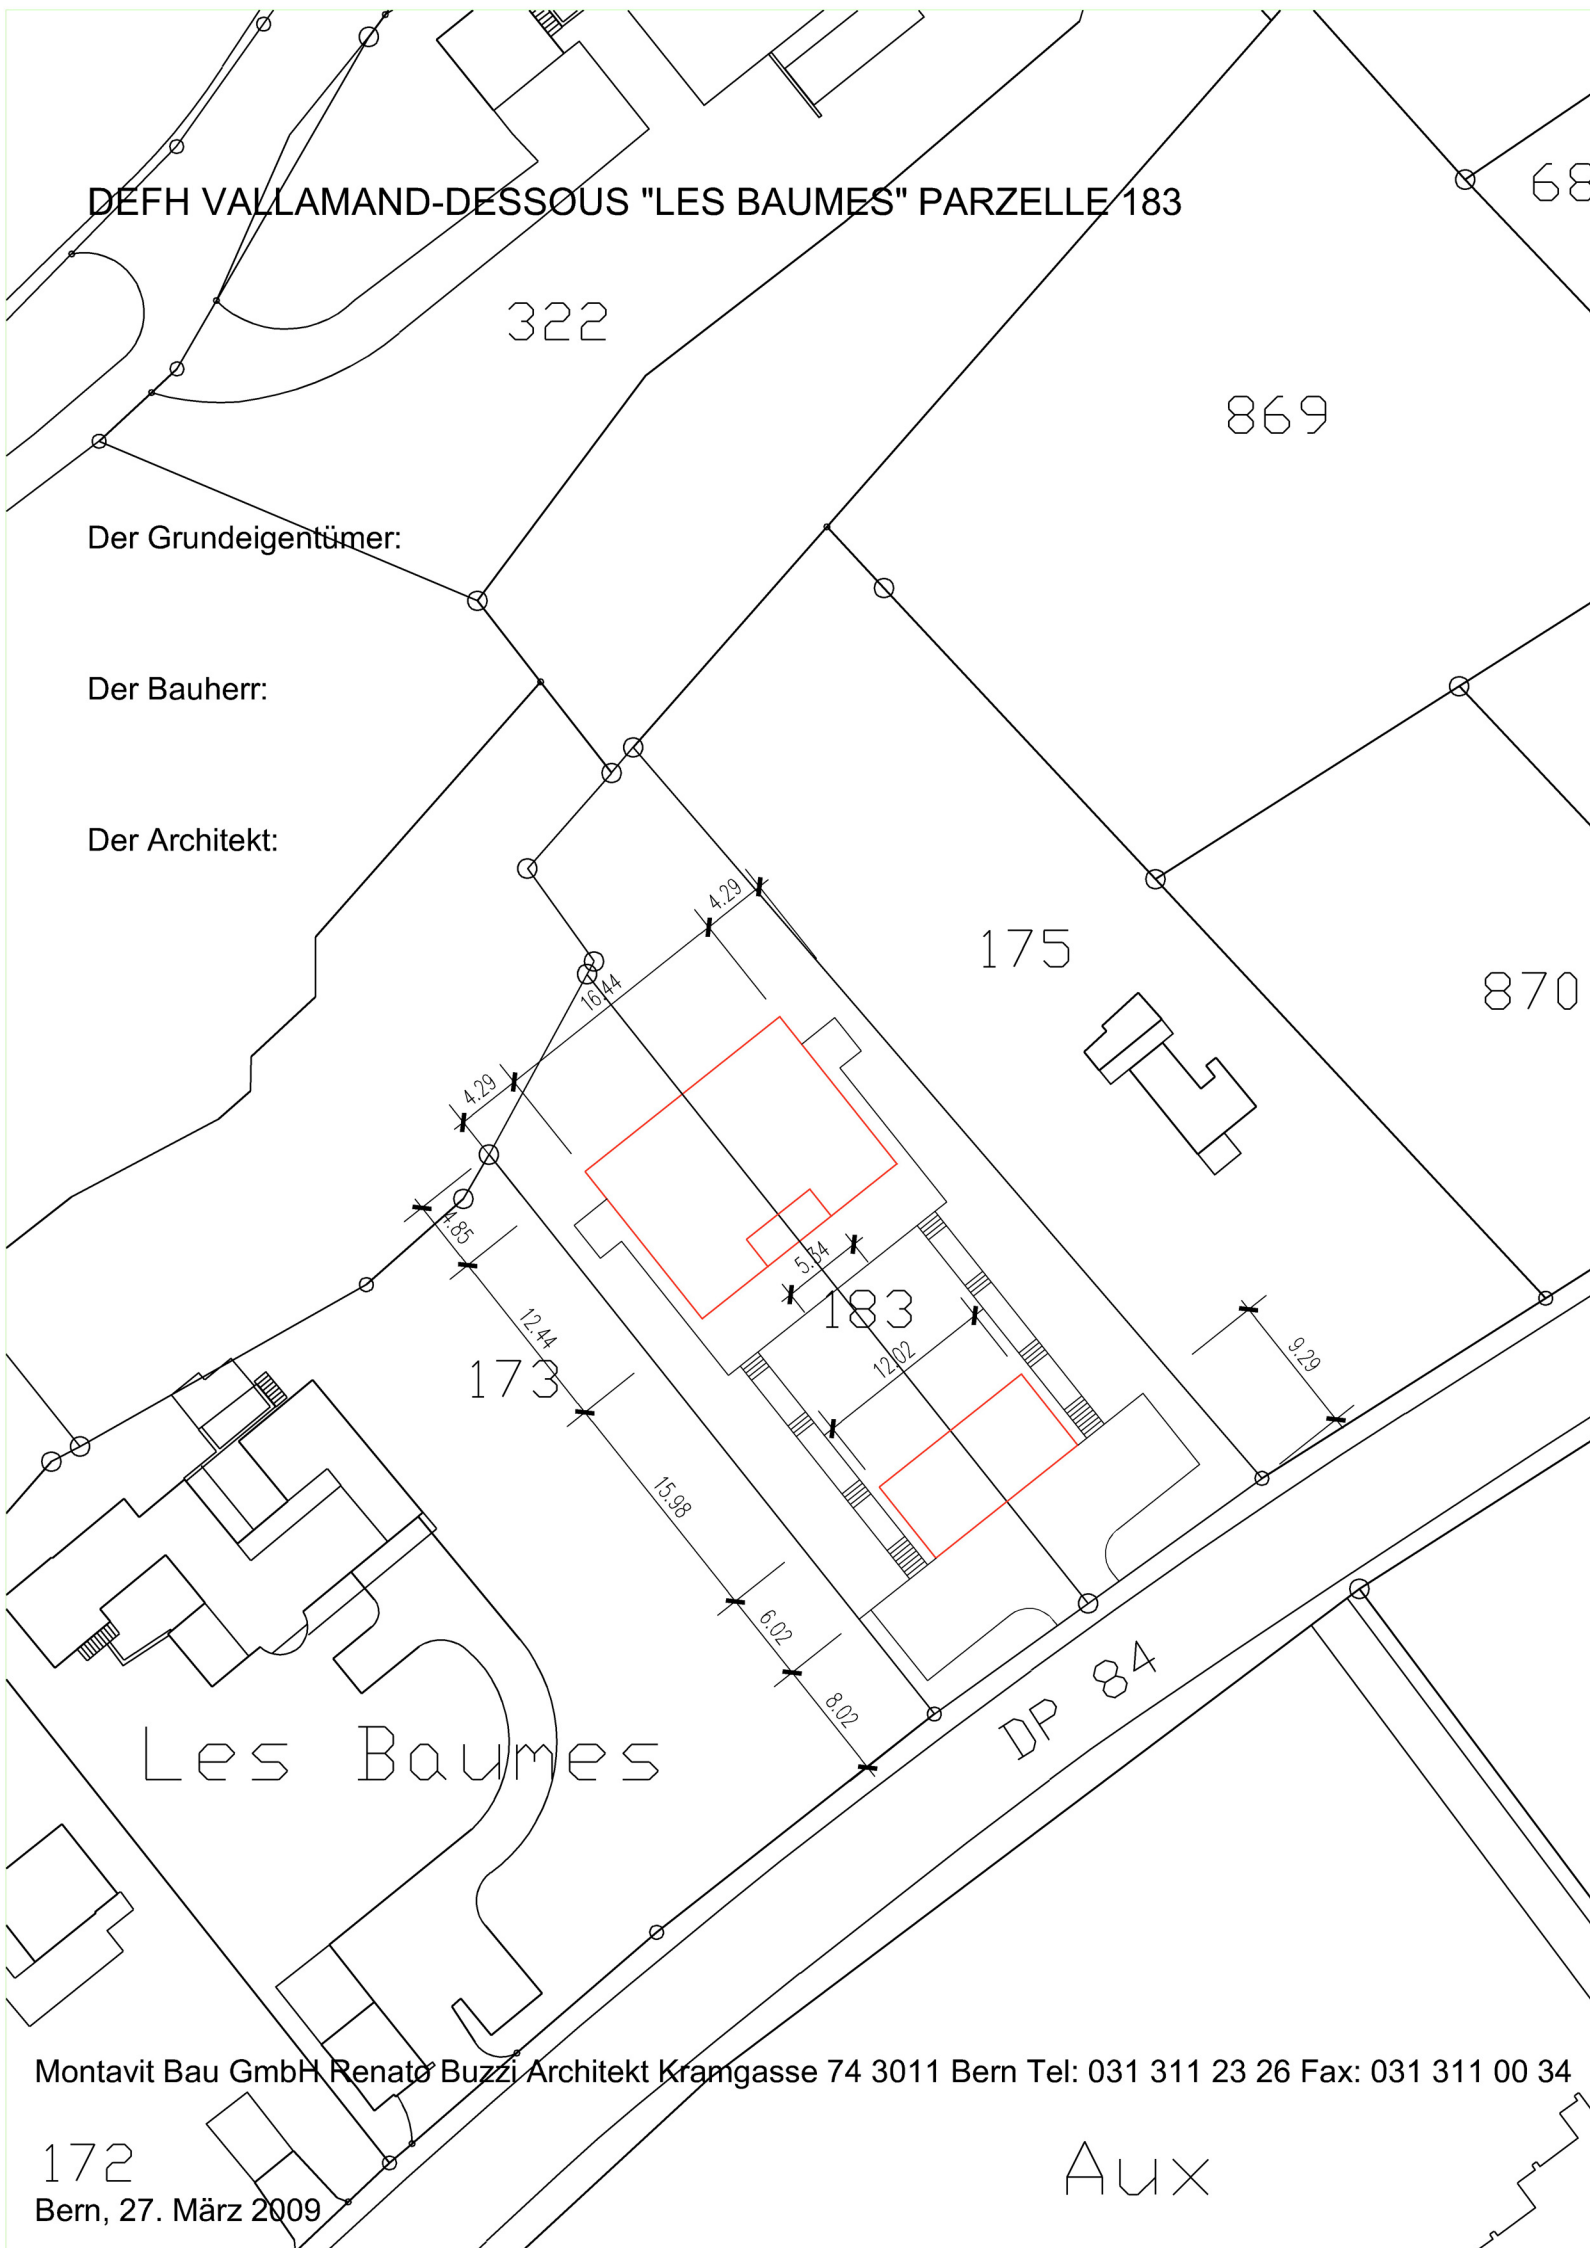 DEFH VALLAMAND-DESSOUS "LES BAUMES" PARZELLE 183
322
869
Der Grundeigentümer:
Der Bauherr:
Der Architekt:
4.29
175
870
16.44
4.29
4.85
5.34
183
12.44
12.02
9.29
173
15.98
6.02
8.02
DP 84
Les Baumes
Montavit Bau GmbH Renato Buzzi Architekt Kramgasse 74 3011 Bern Tel: 031 311 23 26 Fax: 031 311 00 34
172
Aux
Bern, 27. März 2009